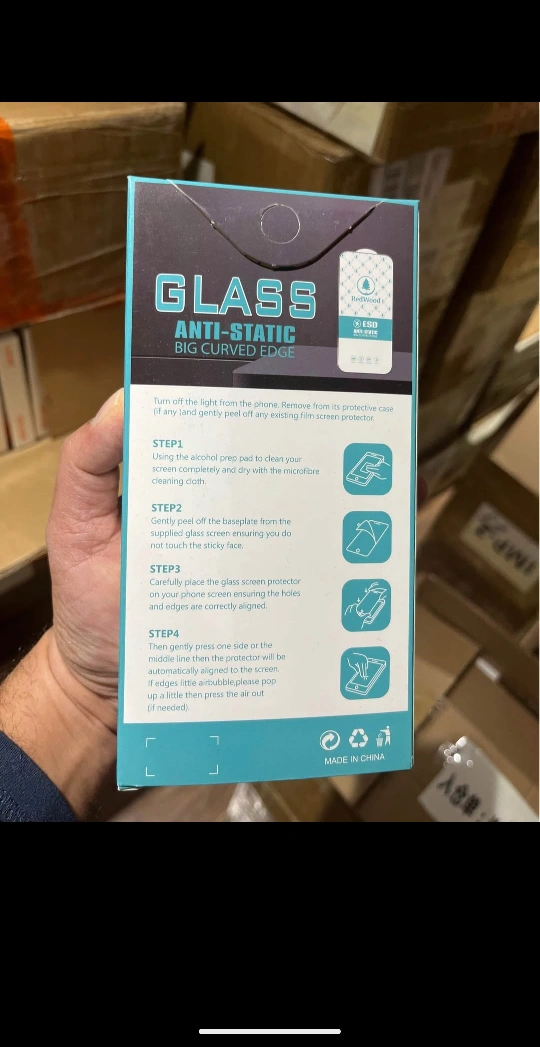 GLASS
ANTI-STATIC
BIG CURVED EDGE
RedWood
ESD
ANTI-STATIC
Turn off the light from the phone. Remove from its protective case
(if any )and gently peel off any existing film screen protector.
STEP1
Using the alcohol prep pad to clean your
screen completely and dry with the microfibre
cleaning cloth.
STEP2
Gently peel off the baseplate from the
supplied glass screen ensuring you do
not touch the sticky face.
STEP3
Carefully place the glass screen protector
on your phone screen ensuring the holes
and edges are correctly aligned.
STEP4
Then gently press one side or the
middle line then the protector will be
automatically aligned to the screen.
If edges little airbubble,please pop
up a little then press the air out
(if needed).
MADE IN CHINA